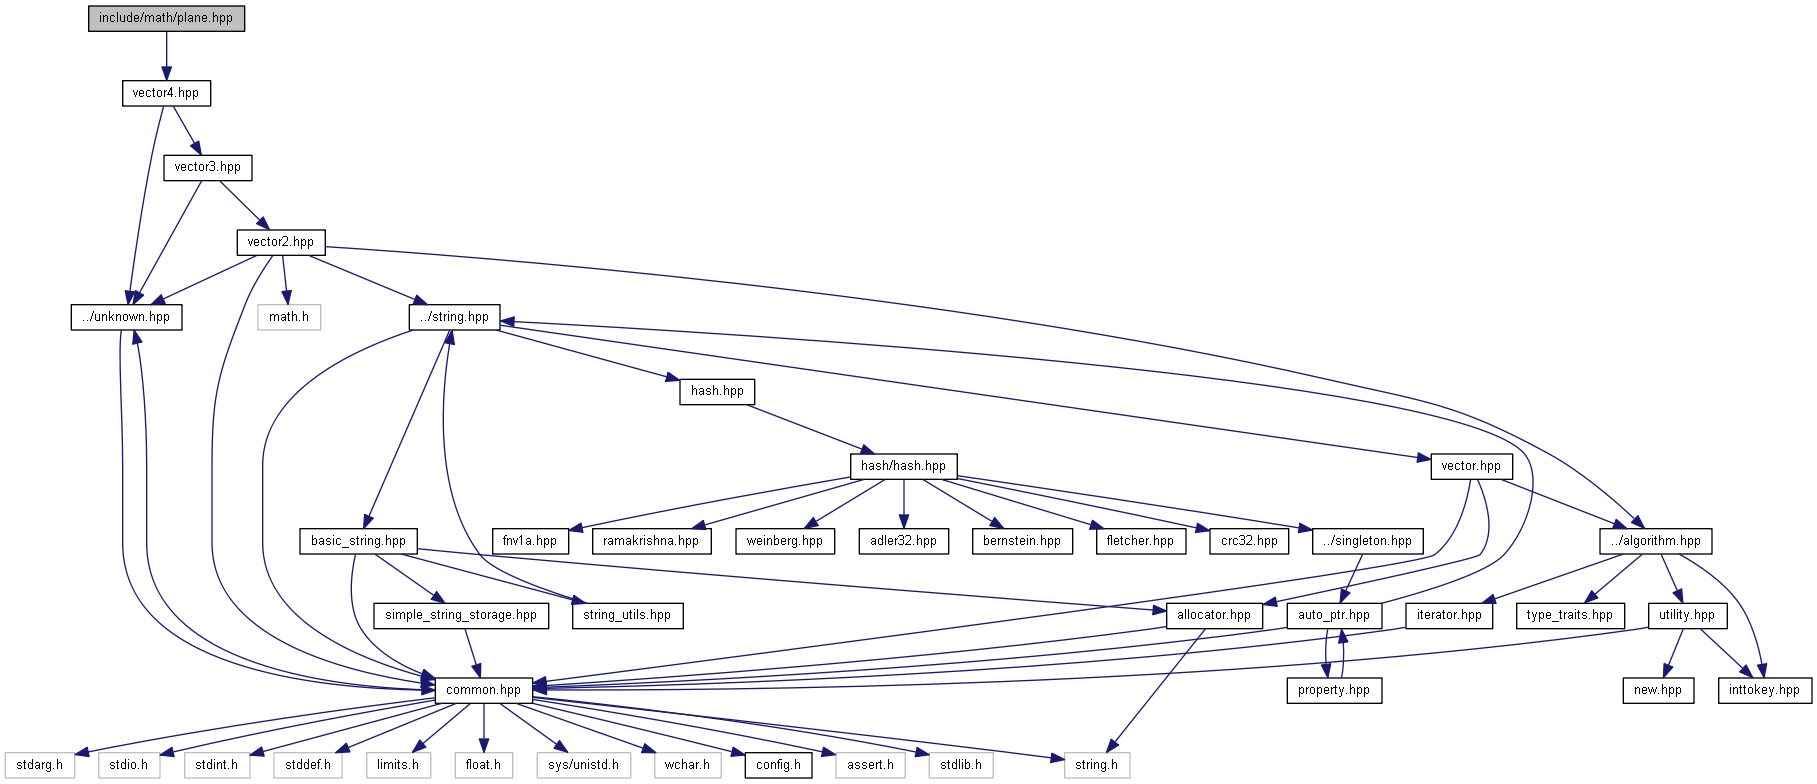 include/math/plane.hpp
vector4.hpp
vector3.hpp
vector2.hpp
../unknown.hpp
math.h
../string.hpp
hash.hpp
hash/hash.hpp
vector.hpp
basic_string.hpp
fnv1a.hpp
ramakrishna.hpp
weinberg.hpp
adler32.hpp
bernstein.hpp
fletcher.hpp
crc32.hpp
../singleton.hpp
../algorithm.hpp
simple_string_storage.hpp
string_utils.hpp
allocator.hpp
auto_ptr.hpp
iterator.hpp
type_traits.hpp
utility.hpp
common.hpp
property.hpp
new.hpp
inttokey.hpp
stdarg.h
stdio.h
stdint.h
stddef.h
limits.h
float.h
sys/unistd.h
wchar.h
config.h
assert.h
stdlib.h
string.h